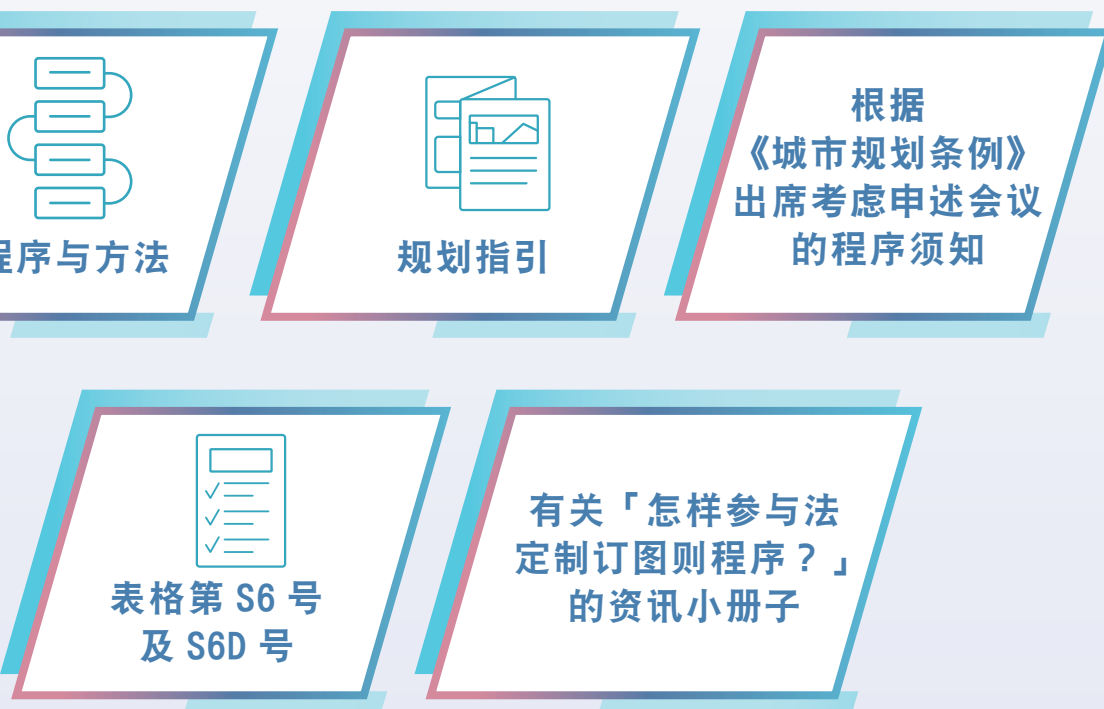 程序与方法
规划指引
根据
《城市规划条例》
出席考虑申述会议
的程序须知
表格第 S6 号
及 S6D 号
有关「怎样参与法
定制订图则程序？」
的资讯小册子